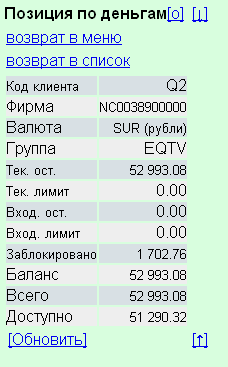 Позиция по деньгам[o] [↓]
возврат в меню
возврат в список
Код клиента Q2
Фирма NC0038900000
Валюта SUR (рубли)
Группа EQTV
Тек. ост. 52 993.08
Тек. лимит 0.00
Вход. ост. 0.00
Вход. лимит 0.00
Заблокировано 1 702.76
Баланс 52 993.08
Всего 52 993.08
Доступно 51 290.32
[Обновить] [↑]